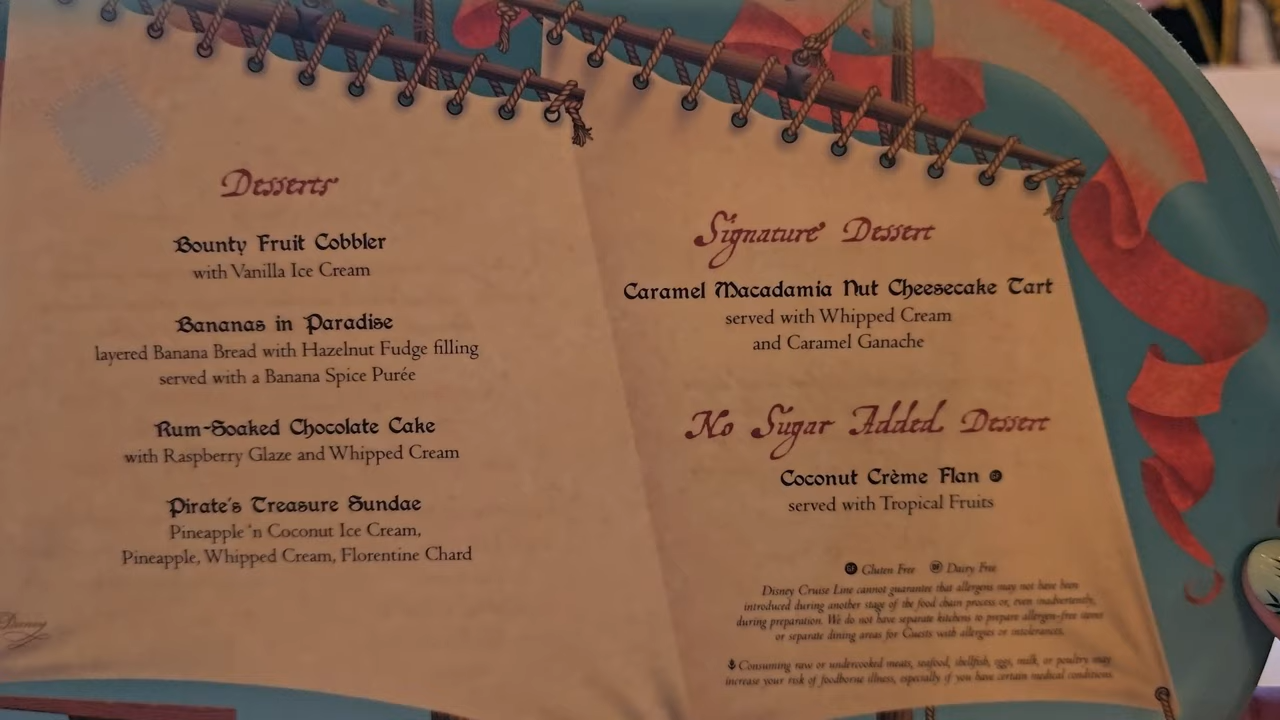 Desserts
Bounty Fruit Cobbler
with Vanilla Ice Cream
Bananas in Paradise
layered Banana Bread with Hazelnut Fudge filling
served with a Banana Spice Purée
Rum-Soaked Chocolate Cake
with Raspberry Glaze and Whipped Cream
Pirate's Treasure Sundae
Pineapple 'n Coconut Ice Cream,
Pineapple, Whipped Cream, Florentine Chard
Disney
Signature Dessert
Caramel Macadamia Nut Cheesecake Tart
served with Whipped Cream
and Caramel Ganache
No Sugar Added Dessert
Coconut Crème Flan GF
served with Tropical Fruits
GF Gluten Free DF Dairy Free
Disney Cruise Line cannot guarantee that allergens may not have been
introduced during another stage of the food chain process or, even inadvertently,
during preparation. We do not have separate kitchens to prepare allergen-free items
or separate dining areas for Guests with allergies or intolerances.
Consuming raw or undercooked meats, seafood, shellfish, eggs, milk, or poultry may
increase your risk of foodborne illness, especially if you have certain medical conditions.